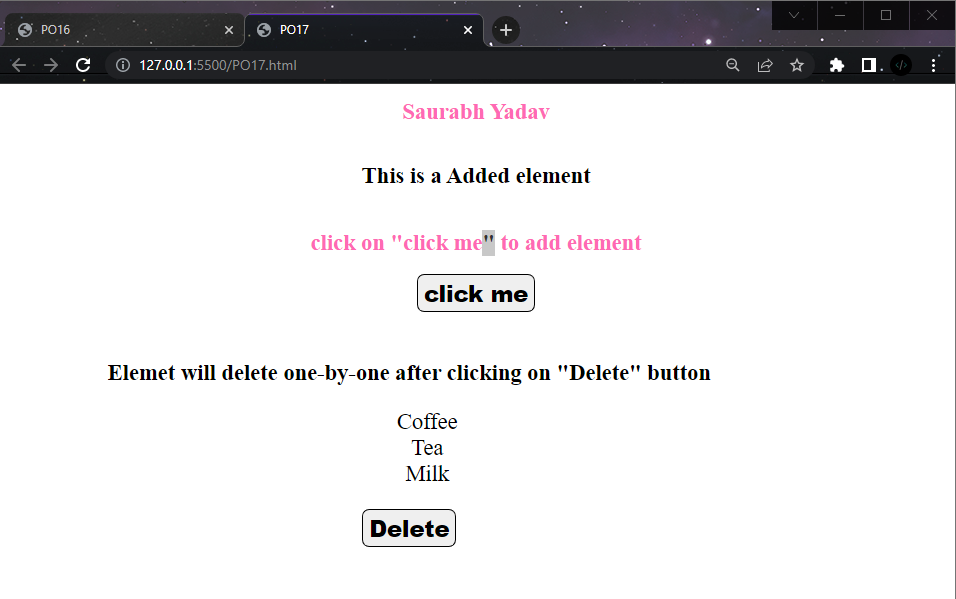 PO16
PO17
127.0.0.1:5500/PO17.html
Saurabh Yadav
This is a Added element
click on "click me" to add element
click me
Elemet will delete one-by-one after clicking on "Delete" button
Coffee
Tea
Milk
Delete